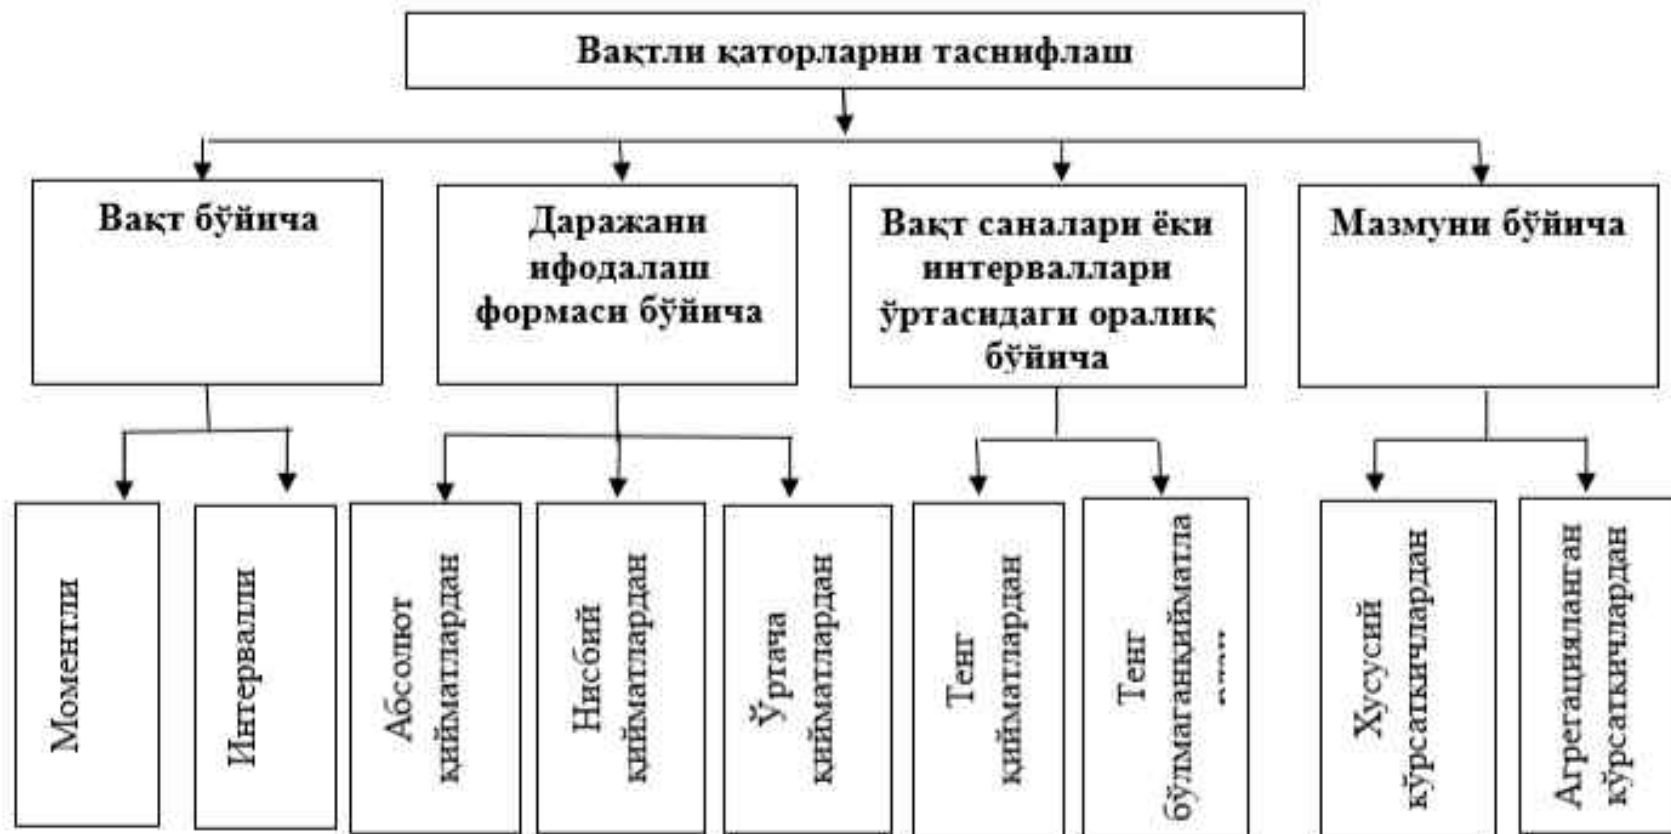 Вақтли қаторларни таснифлаш
Вақт бўйича
Даражани
ифодалаш
формаси бўйича
Вақт саналари ёки
интерваллари
ўртасидаги оралиқ
бўйича
Мазмуни бўйича
Моментли
Интервалли
Абсолют
қийматлардан
Нисбий
қийматлардан
Ўртача
қийматлардан
Тенг
қийматлардан
Тенг
бўлмаганқийматла
Хусусий
кўрсаткичлардан
Агрегацияланган
кўрсаткичлардан